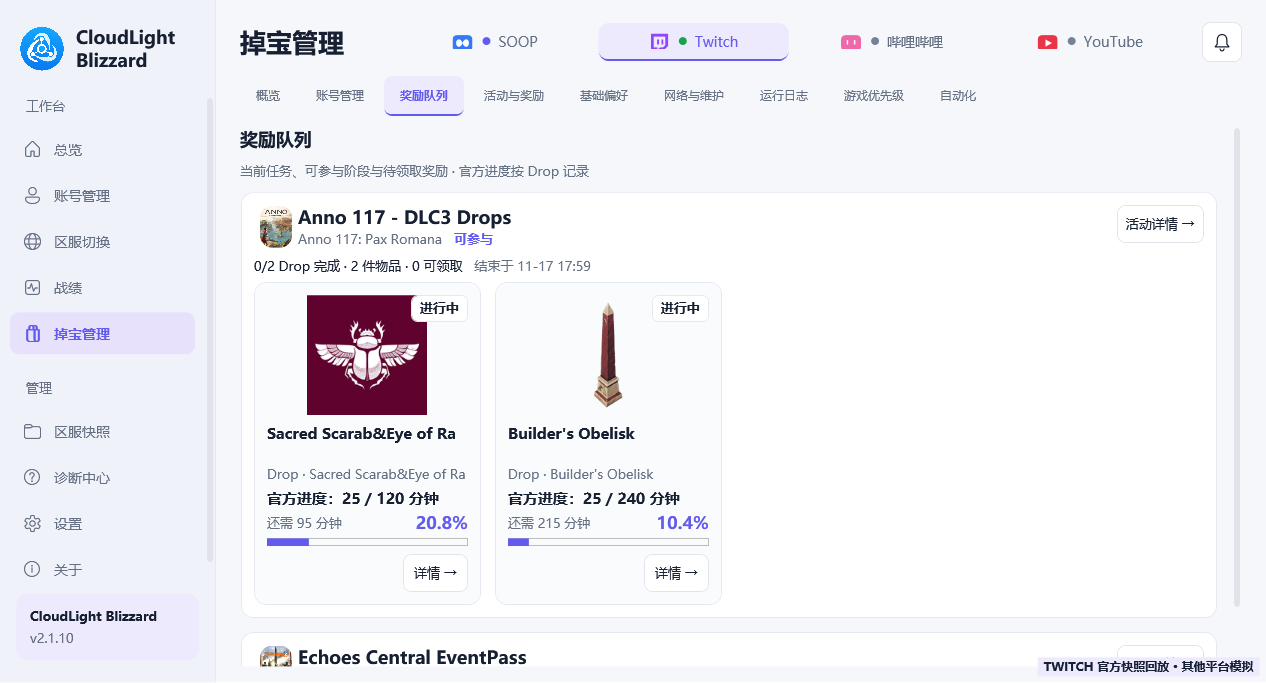 CloudLight
Blizzard
工作台
总览
账号管理
区服切换
战绩
掉宝管理
管理
区服快照
诊断中心
设置
关于
CloudLight Blizzard
v2.1.10
掉宝管理
SOOP
Twitch
哔哩哔哩
YouTube
概览
账号管理
奖励队列
活动与奖励
基础偏好
网络与维护
运行日志
游戏优先级
自动化
奖励队列
当前任务、可参与阶段与待领取奖励 · 官方进度按 Drop 记录
Anno 117 - DLC3 Drops
Anno 117: Pax Romana 可参与
活动详情 →
0/2 Drop 完成 · 2 件物品 · 0 可领取 结束于 11-17 17:59
进行中
Sacred Scarab&Eye of Ra
Drop · Sacred Scarab&Eye of Ra
官方进度：25 / 120 分钟
还需 95 分钟 20.8%
详情 →
进行中
Builder's Obelisk
Drop · Builder's Obelisk
官方进度：25 / 240 分钟
还需 215 分钟 10.4%
详情 →
Echoes Central EventPass
TWITCH 官方快照回放 • 其他平台模拟